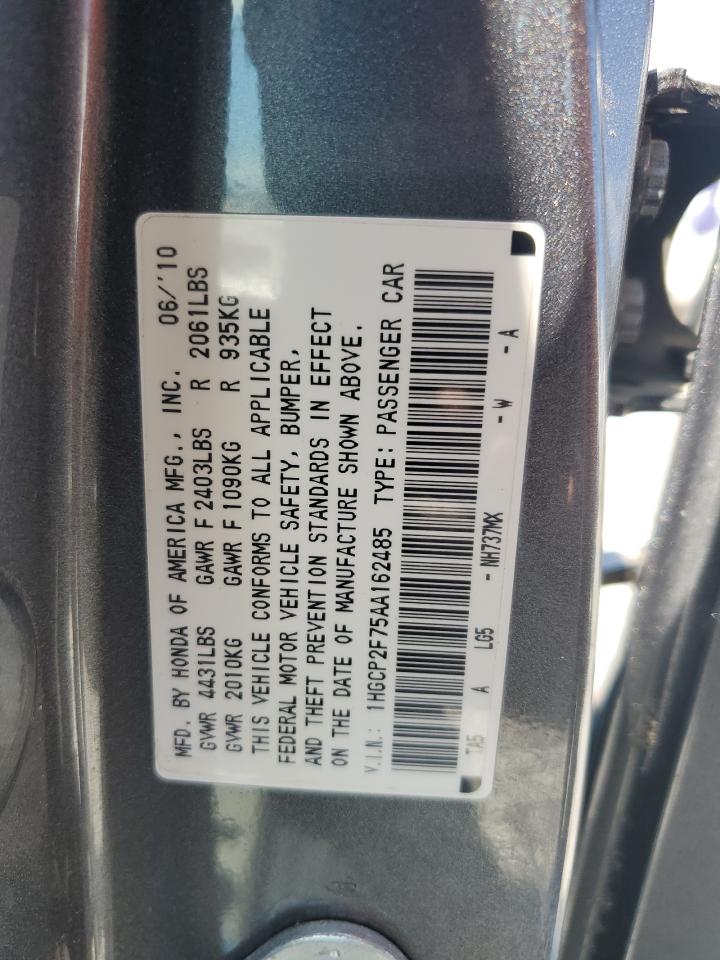 MFD. BY HONDA OF AMERICA MFG., INC. 06/'10
GVWR 4431LBS GAWR F 2403LBS R 2061LBS
GVWR 2010KG GAWR F 1090KG R 935KG
THIS VEHICLE CONFORMS TO ALL APPLICABLE
FEDERAL MOTOR VEHICLE SAFETY, BUMPER,
AND THEFT PREVENTION STANDARDS IN EFFECT
ON THE DATE OF MANUFACTURE SHOWN ABOVE.
V.I.N.: 1HGCP2F75AA162485 TYPE: PASSENGER CAR
TA5 A LG5 - NH737MX - W - A